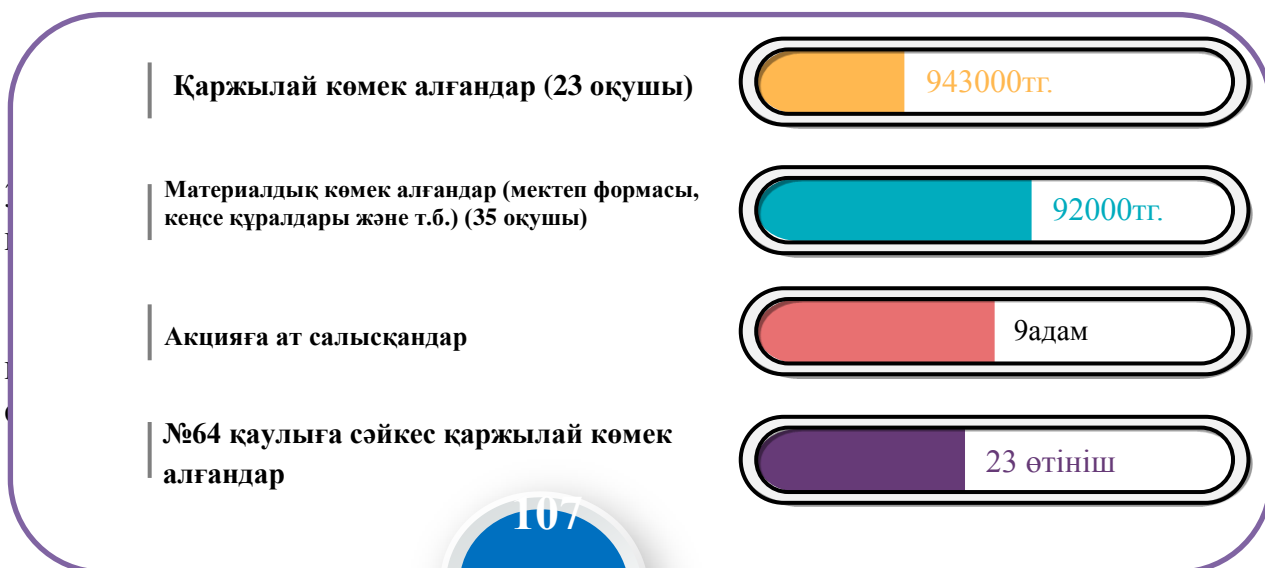 Қаржылай көмек алғандар (23 оқушы)
943000тг.
Материалдық көмек алғандар (мектеп формасы,
кеңсе құралдары және т.б.) (35 оқушы)
92000тг.
Акцияға ат салысқандар
9адам
№64 қаулыға сәйкес қаржылай көмек
алғандар
23 өтініш
107